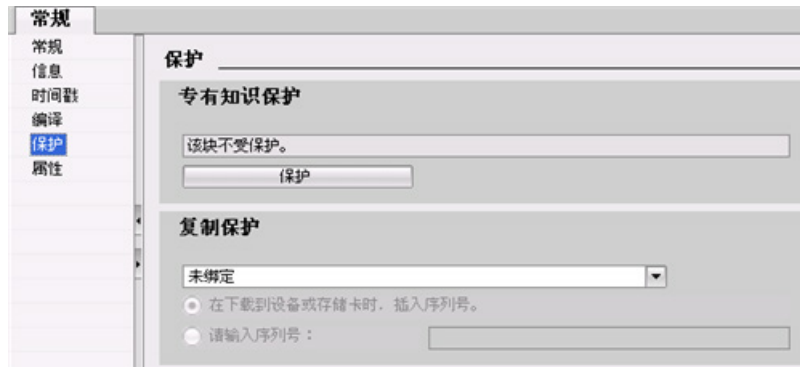 常规
常规
信息
时间戳
编译
保护
属性
保护
专有知识保护
该块不受保护。
保护
复制保护
未绑定
在下载到设备或存储卡时，插入序列号。
请输入序列号：